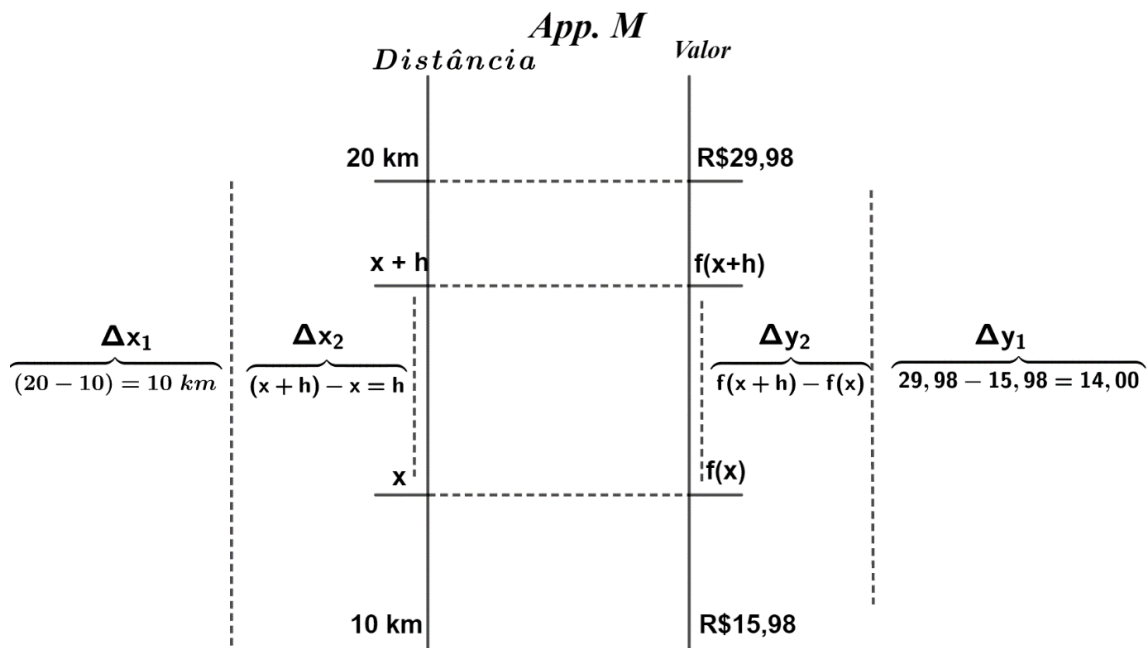 App. M
Distância Valor
20 km R$29,98
x + h f(x+h)
Δx₁ Δx₂ Δy₂ Δy₁
(20 − 10) = 10 km (x + h) − x = h f(x + h) − f(x) 29, 98 − 15, 98 = 14, 00
x f(x)
10 km R$15,98